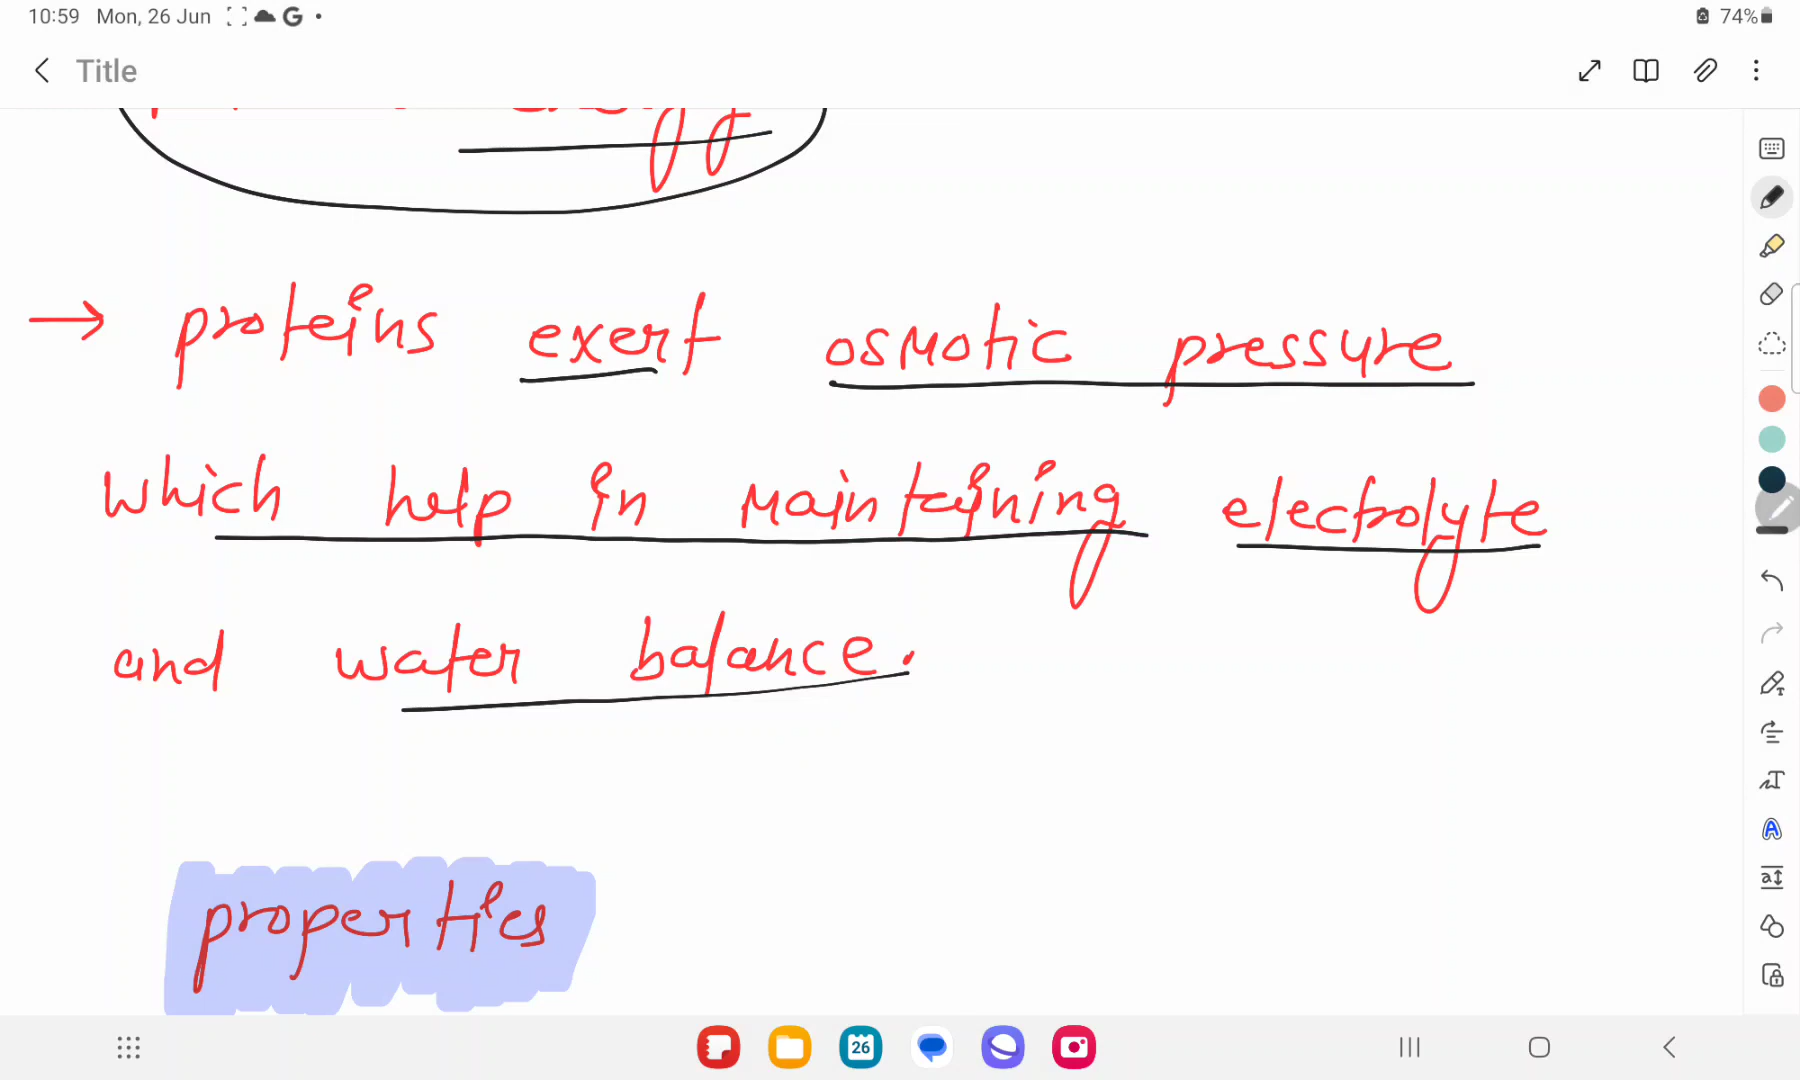 10:59 Mon, 26 Jun G 74%
Title
→ proteins exert osmotic pressure
which help in maintaining electrolyte
and water balance.
properties
26